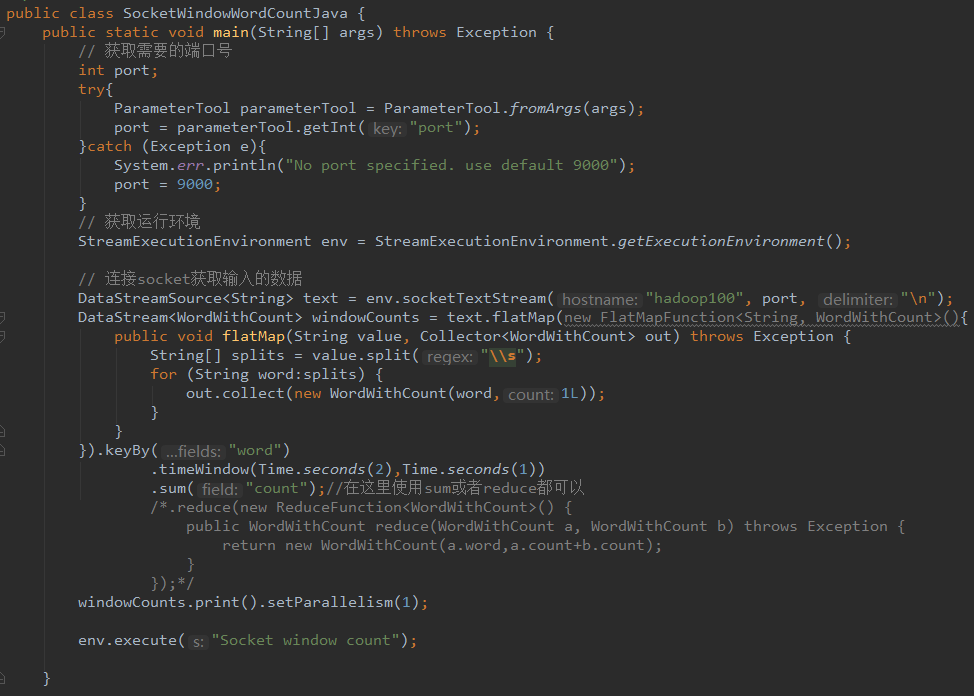 public class SocketWindowWordCountJava {
    public static void main(String[] args) throws Exception {
        // 获取需要的端口号
        int port;
        try{
            ParameterTool parameterTool = ParameterTool.fromArgs(args);
            port = parameterTool.getInt( key: "port");
        }catch (Exception e){
            System.err.println("No port specified. use default 9000");
            port = 9000;
        }
        // 获取运行环境
        StreamExecutionEnvironment env = StreamExecutionEnvironment.getExecutionEnvironment();
        // 连接socket获取输入的数据
        DataStreamSource<String> text = env.socketTextStream( hostname: "hadoop100", port, delimiter: "\n");
        DataStream<WordWithCount> windowCounts = text.flatMap(new FlatMapFunction<String, WordWithCount>(){
            public void flatMap(String value, Collector<WordWithCount> out) throws Exception {
                String[] splits = value.split( regex: "\\s");
                for (String word:splits) {
                    out.collect(new WordWithCount(word, count: 1L));
                }
            }
        }).keyBy( ...fields: "word")
                .timeWindow(Time.seconds(2),Time.seconds(1))
                .sum( field: "count");//在这里使用sum或者reduce都可以
                /*.reduce(new ReduceFunction<WordWithCount>() {
                    public WordWithCount reduce(WordWithCount a, WordWithCount b) throws Exception {
                        return new WordWithCount(a.word,a.count+b.count);
                    }
                });*/
        windowCounts.print().setParallelism(1);
        env.execute( s: "Socket window count");
    }